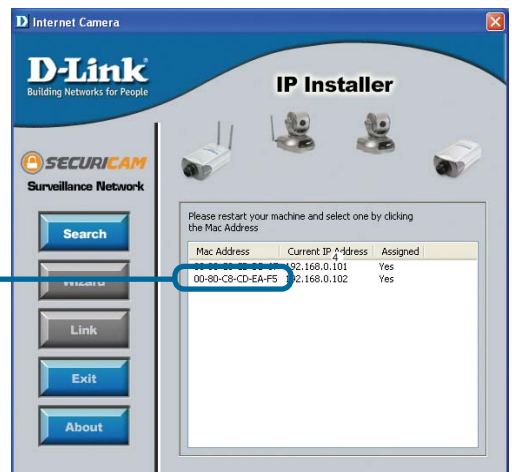 Internet Camera
D-Link
Building Networks for People
IP Installer
SECURICAM
Surveillance Network
Please restart your machine and select one by clicking
the Mac Address
Search
Mac Address Current IP Address Assigned
4
192.168.0.101 Yes
Wizard
00-80-C8-CD-EA-F5 192.168.0.102 Yes
Link
Exit
About